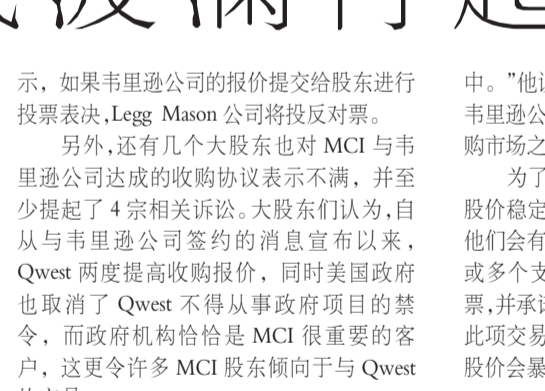 示，如果韦里逊公司的报价提交给股东进行
投票表决,Legg Mason 公司将投反对票。
另外,还有几个大股东也对 MCI 与韦
里逊公司达成的收购协议表示不满，并至
少提起了 4 宗相关诉讼。大股东们认为,自
从与韦里逊公司签约的消息宣布以来，
Qwest 两度提高收购报价，同时美国政府
也取消了 Qwest 不得从事政府项目的禁
令，而政府机构恰恰是 MCI 很重要的客
户，这更令许多 MCI 股东倾向于与 Qwest
中。”他
韦里逊公
购市场之
为了
股价稳定
他们会有
或多个支
票,并承诺
此项交易
股价会暴